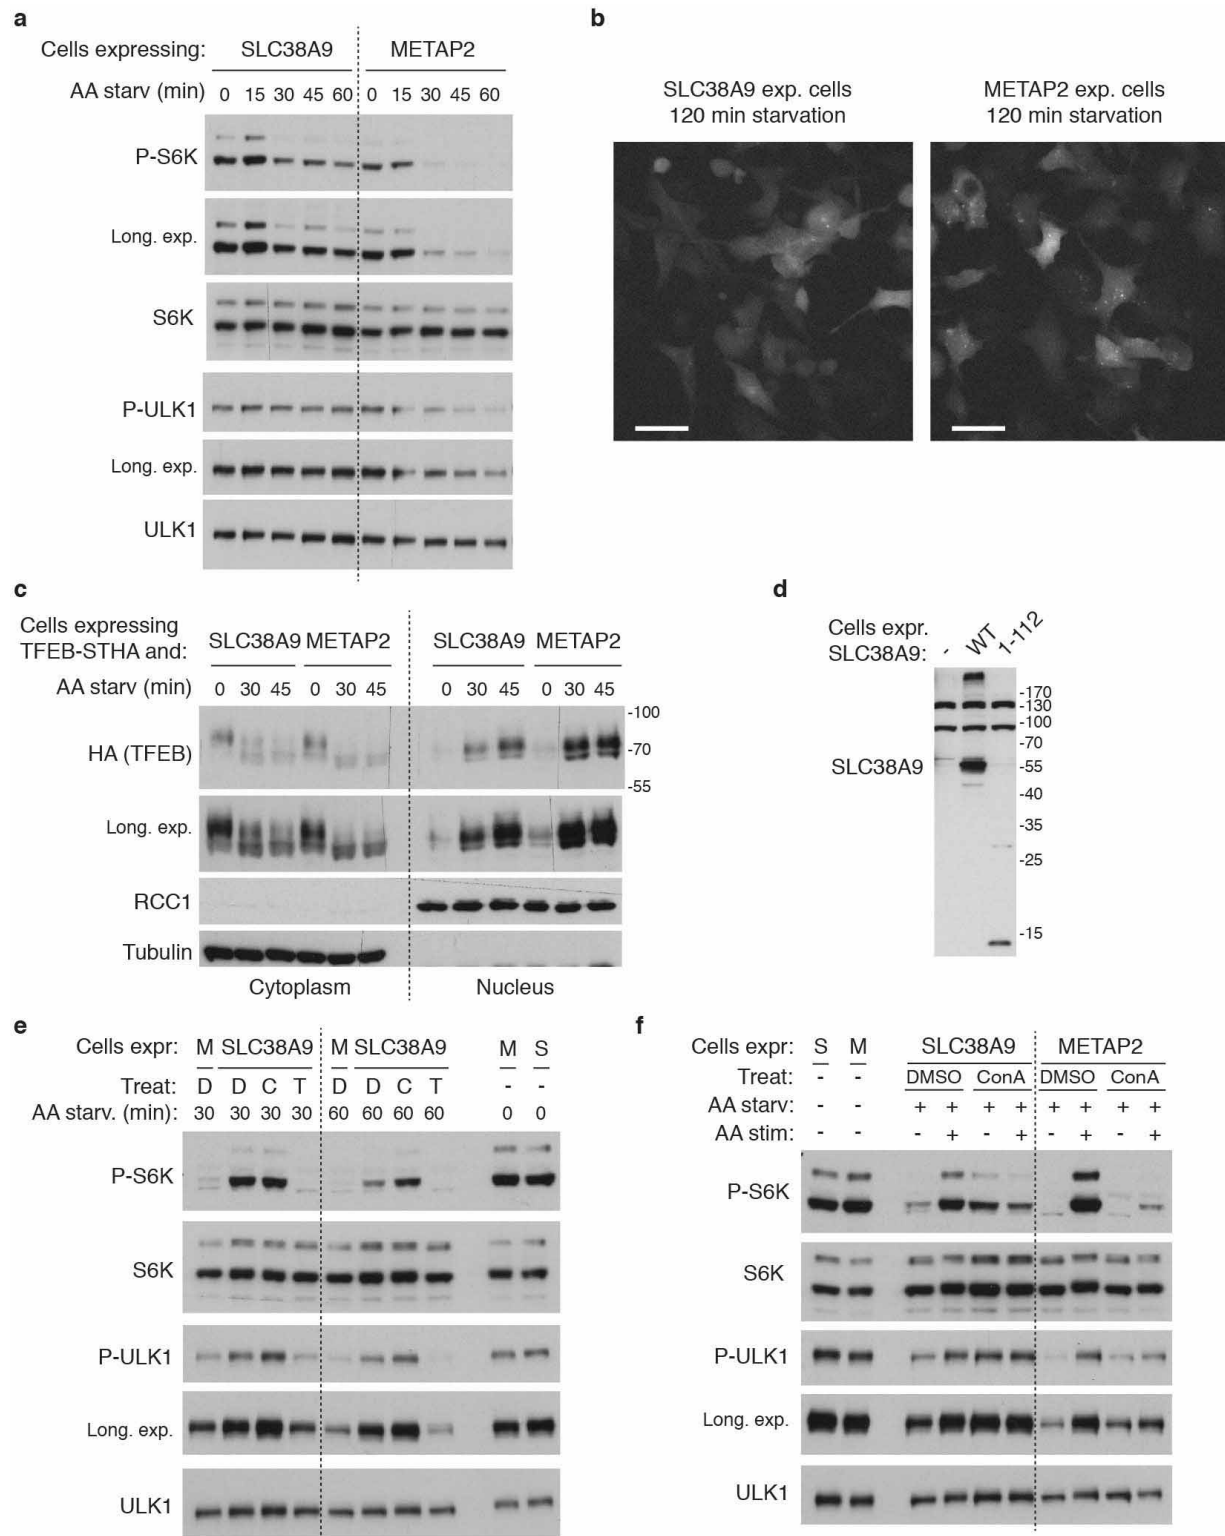 a
Cells expressing: SLC38A9 METAP2
AA starv (min) 0 15 30 45 60 0 15 30 45 60
P-S6K
Long. exp.
S6K
P-ULK1
Long. exp.
ULK1
b
SLC38A9 exp. cells
120 min starvation
METAP2 exp. cells
120 min starvation
c
Cells expressing
TFEB-STHA and: SLC38A9 METAP2 SLC38A9 METAP2
AA starv (min) 0 30 45 0 30 45 0 30 45 0 30 45
HA (TFEB)
-100
-70
-55
Long. exp.
RCC1
Tubulin
Cytoplasm Nucleus
d
Cells expr.
SLC38A9: - WT 1-112
-170
-130
-100
-70
SLC38A9 -55
-40
-35
-25
-15
e
Cells expr: M SLC38A9 M SLC38A9 M S
Treat: D D C T D D C T - -
AA starv. (min): 30 30 30 30 60 60 60 60 0 0
P-S6K
S6K
P-ULK1
Long. exp.
ULK1
f
Cells expr: S M SLC38A9 METAP2
Treat: - - DMSO ConA DMSO ConA
AA starv: - - + + + + + + + +
AA stim: - - - + - + - + - +
P-S6K
S6K
P-ULK1
Long. exp.
ULK1